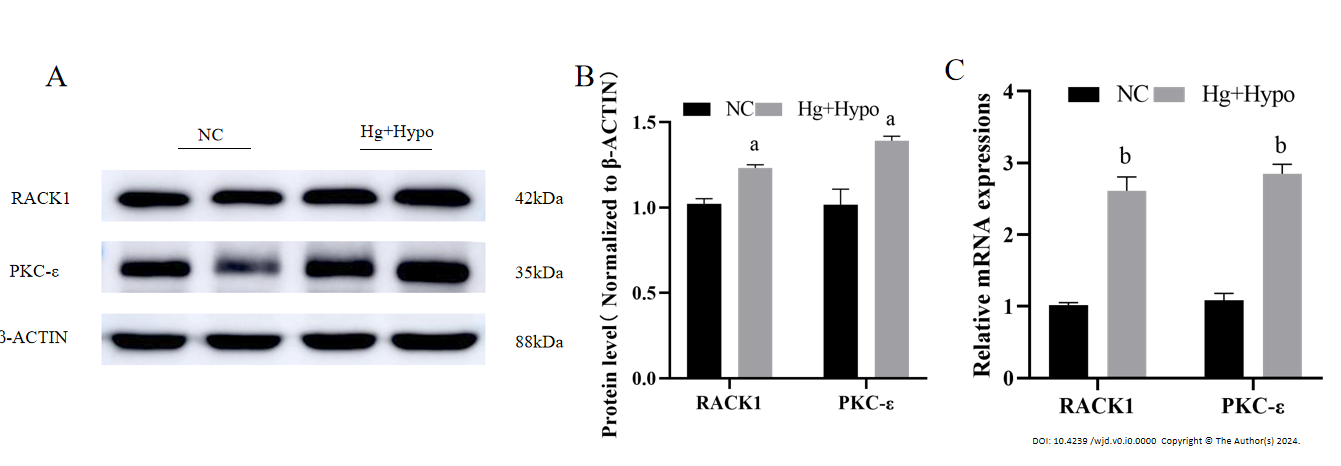 A
NC
Hg+Hypo
RACK1
42kDa
PKC-ε
35kDa
β-ACTIN
88kDa
B
Protein level( Normalized to β-ACTIN)
NC
Hg+Hypo
1.5
1.0
0.5
0.0
a
a
RACK1
PKC-ε
C
Relative mRNA expressions
NC
Hg+Hypo
4
3
2
1
0
b
b
RACK1
PKC-ε
DOI: 10.4239 /wjd.v0.i0.0000 Copyright © The Author(s) 2024.